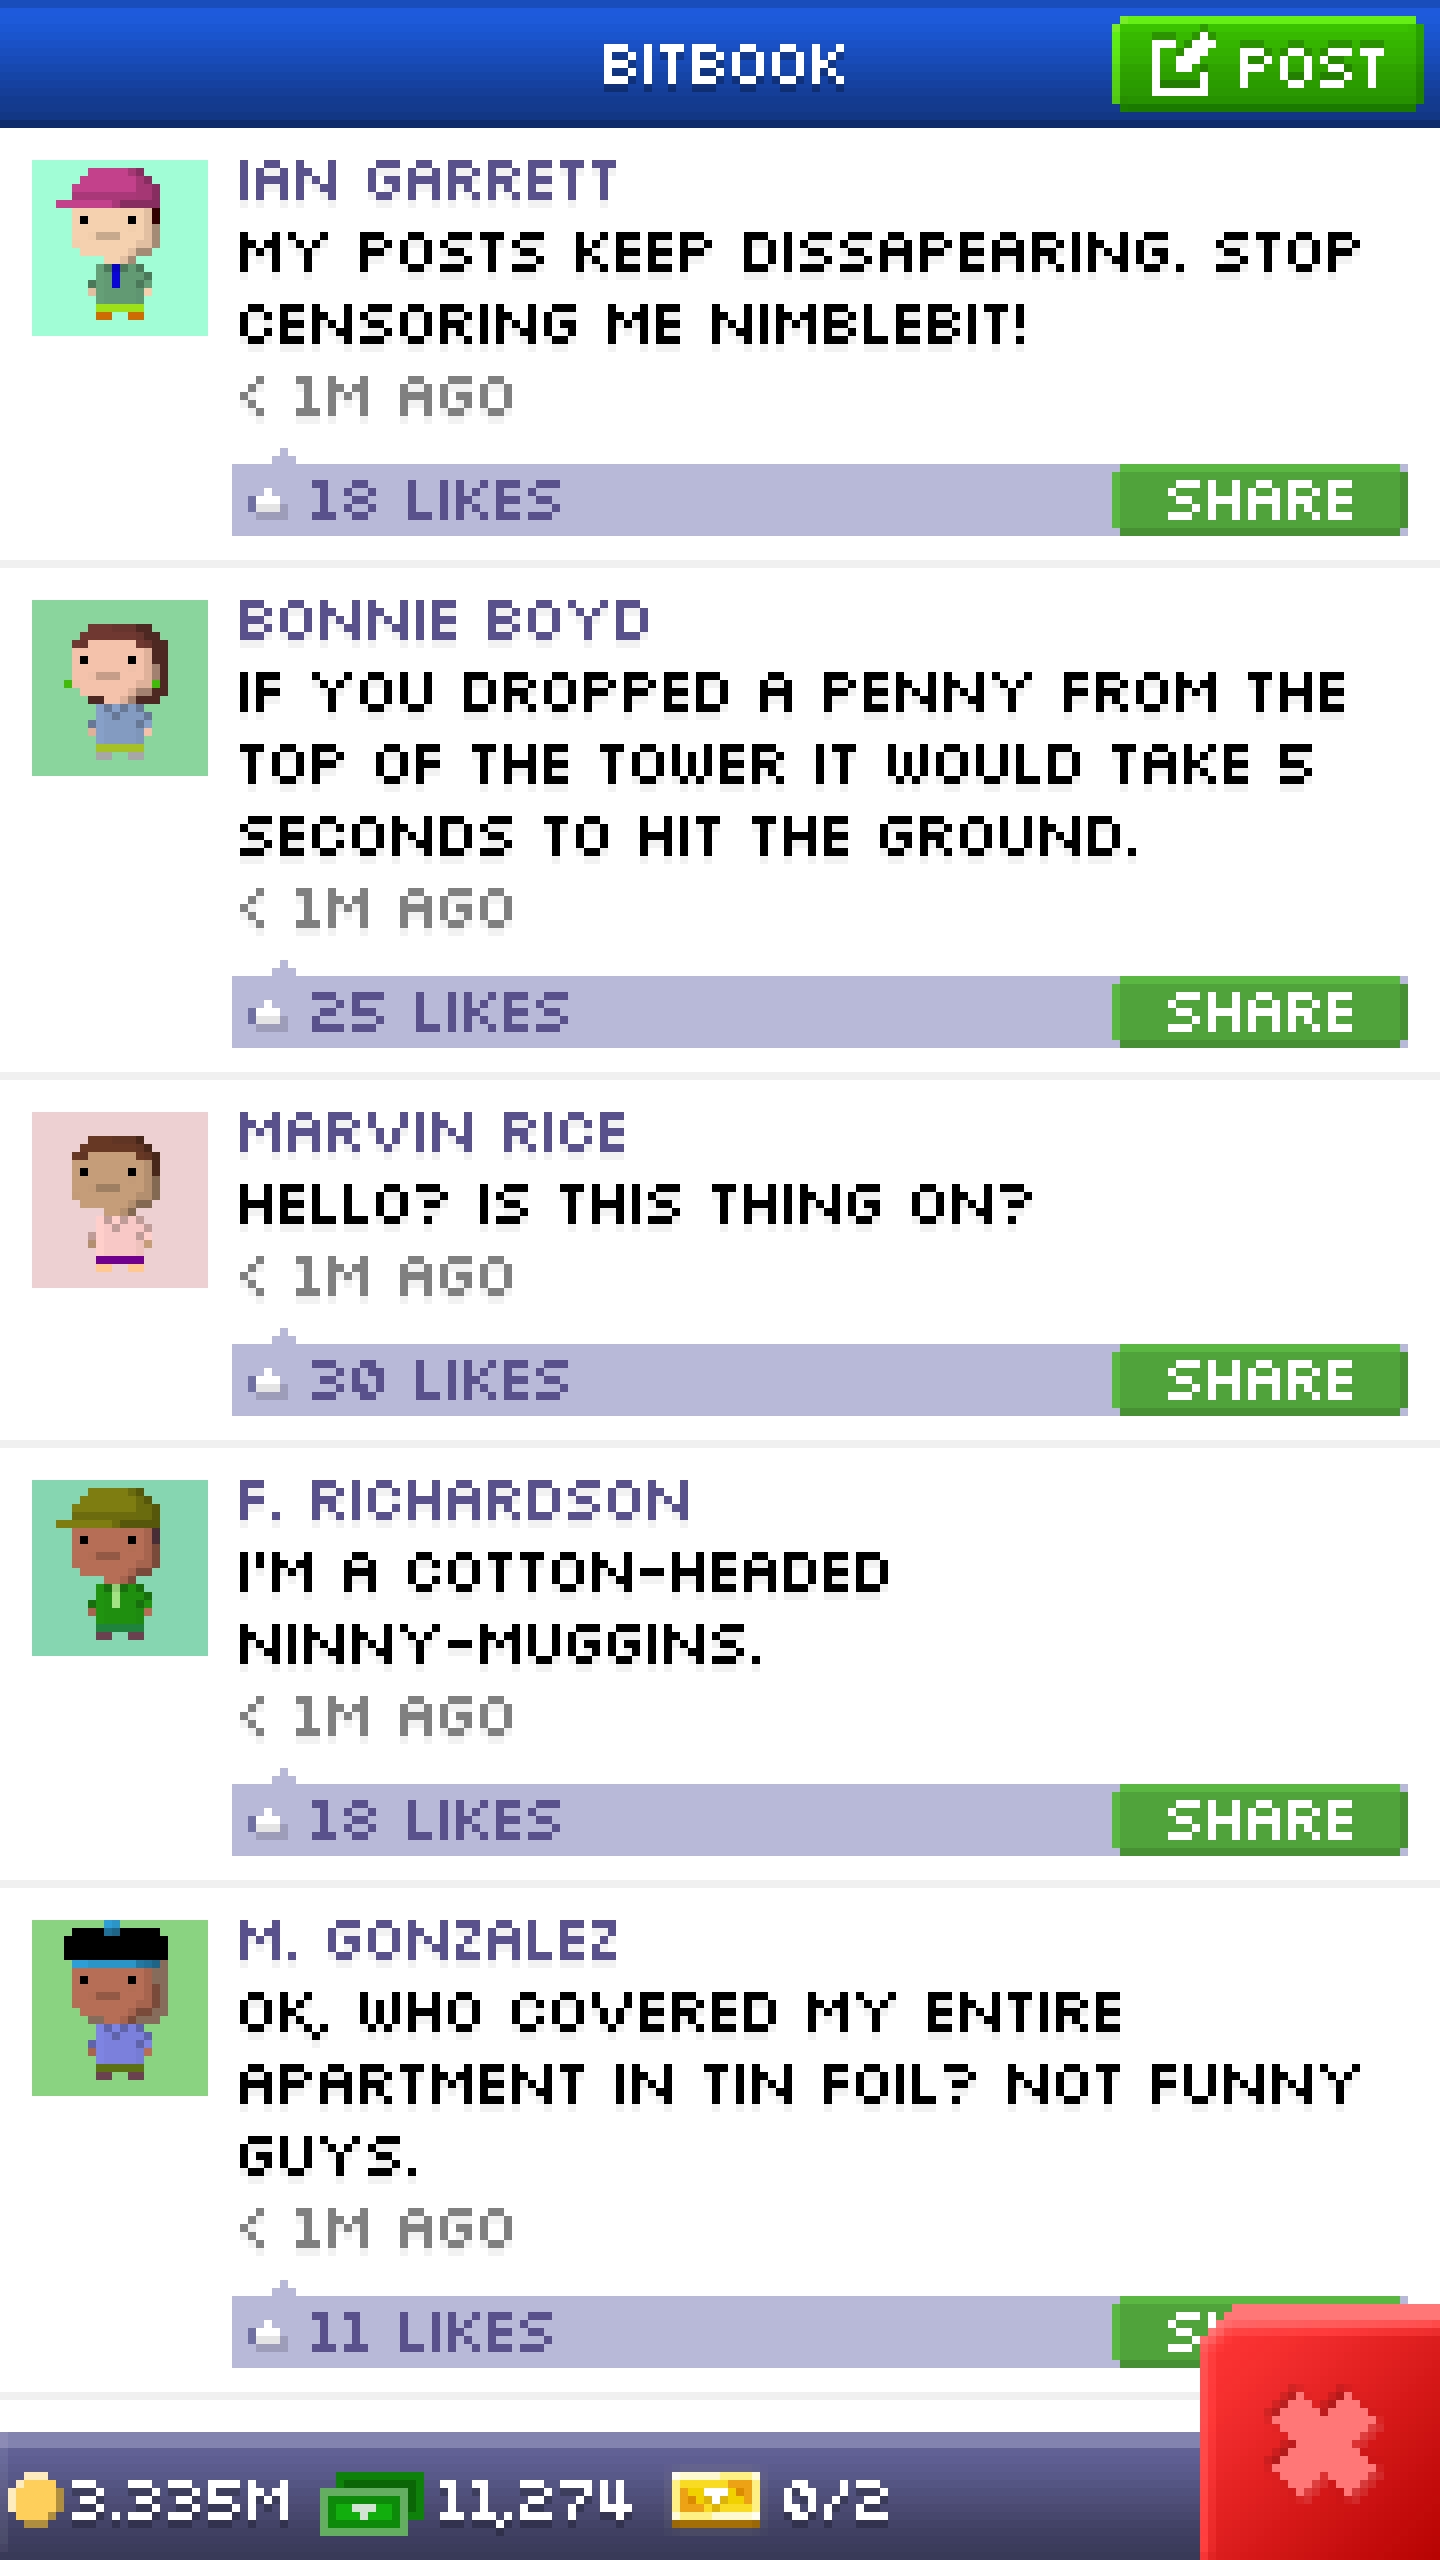 BITBOOK
POST
IAN GARRETT
MY POSTS KEEP DISSAPEARING. STOP
CENSORING ME NIMBLEBIT!
< 1M AGO
18 LIKES
SHARE
BONNIE BOYD
IF YOU DROPPED A PENNY FROM THE
TOP OF THE TOWER IT WOULD TAKE 5
SECONDS TO HIT THE GROUND.
< 1M AGO
25 LIKES
SHARE
MARVIN RICE
HELLO? IS THIS THING ON?
< 1M AGO
30 LIKES
SHARE
F. RICHARDSON
I'M A COTTON-HEADED
NINNY-MUGGINS.
< 1M AGO
18 LIKES
SHARE
M. GONZALEZ
OK, WHO COVERED MY ENTIRE
APARTMENT IN TIN FOIL? NOT FUNNY
GUYS.
< 1M AGO
11 LIKES
3.335M
11,274
0/2